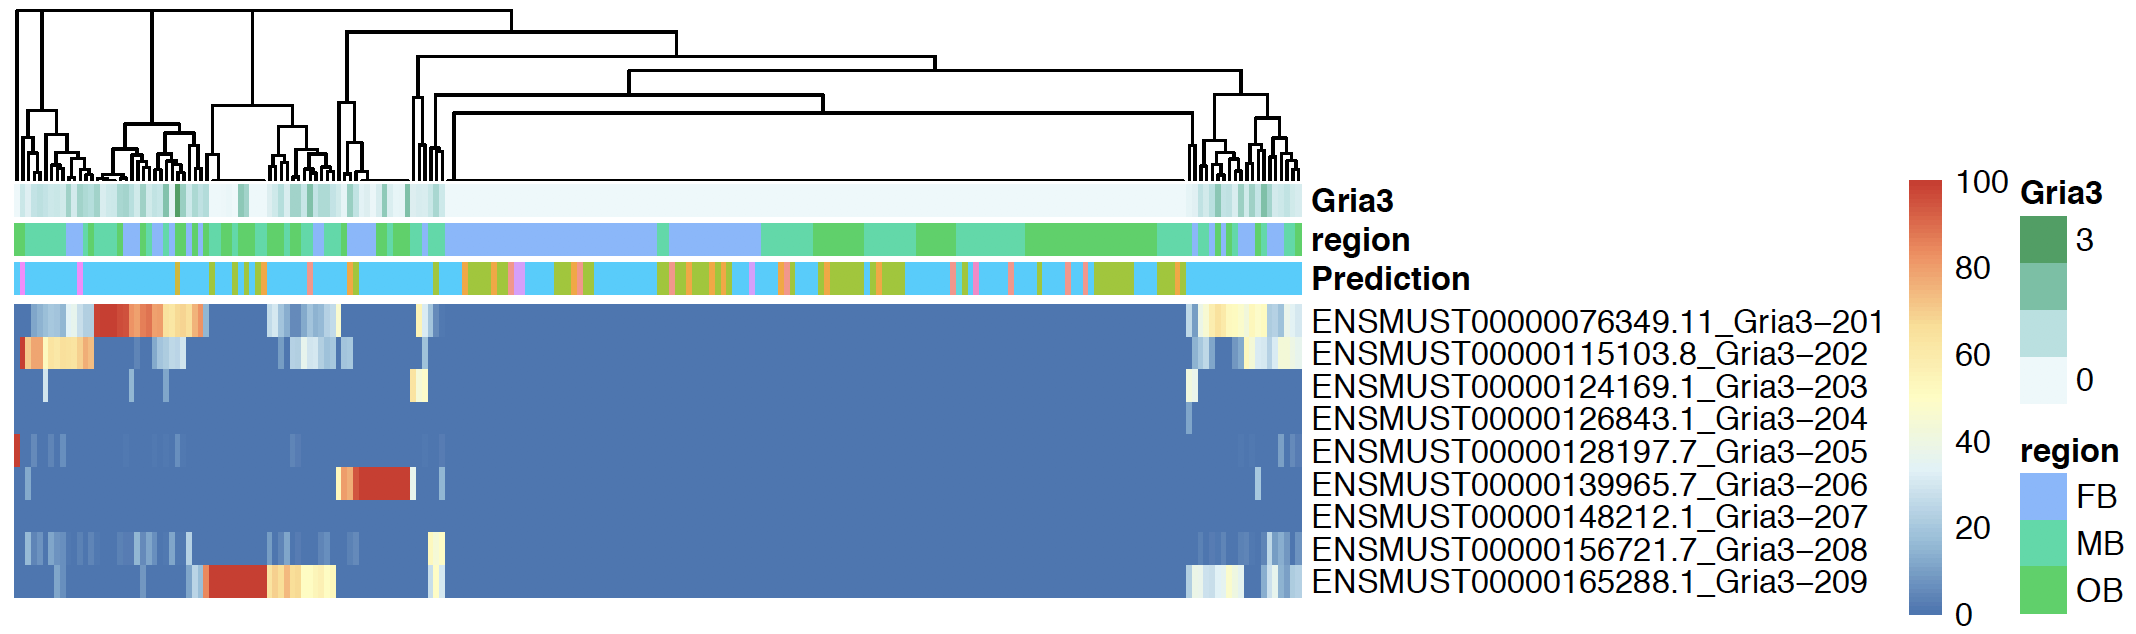 Gria3
region
Prediction
ENSMUST00000076349.11_Gria3−201
ENSMUST00000115103.8_Gria3−202
ENSMUST00000124169.1_Gria3−203
ENSMUST00000126843.1_Gria3−204
ENSMUST00000128197.7_Gria3−205
ENSMUST00000139965.7_Gria3−206
ENSMUST00000148212.1_Gria3−207
ENSMUST00000156721.7_Gria3−208
ENSMUST00000165288.1_Gria3−209
100
80
60
40
20
0
Gria3
3
0
region
FB
MB
OB